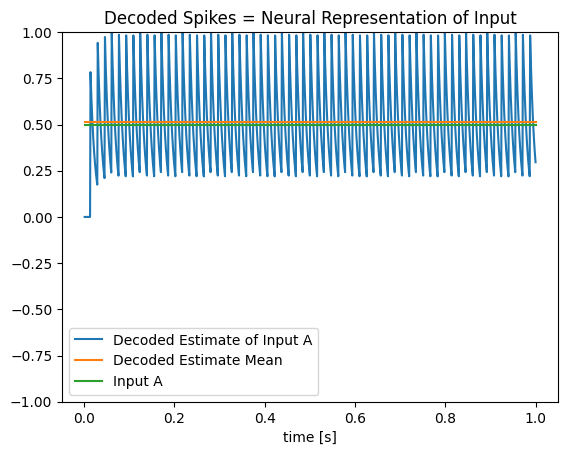 Decoded Spikes = Neural Representation of Input
1.00
0.75
0.50
0.25
0.00
-0.25
-0.50
-0.75
-1.00
Decoded Estimate of Input A
Decoded Estimate Mean
Input A
0.0 0.2 0.4 0.6 0.8 1.0
time [s]